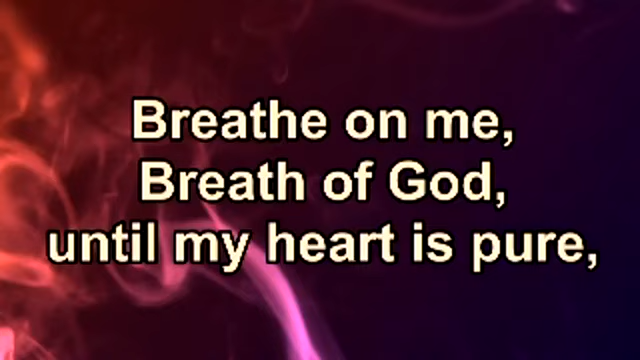 Breathe on me,
Breath of God,
until my heart is pure,